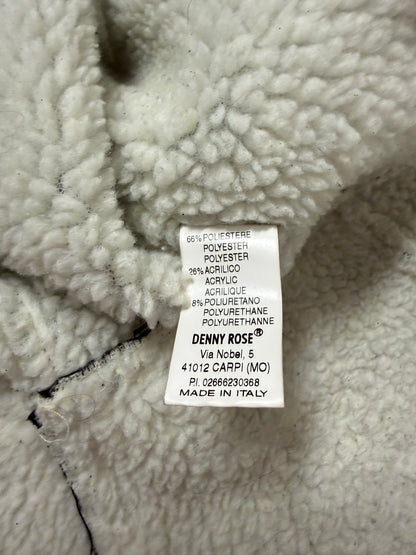 66% POLIESTERE
POLYESTER
POLYESTER
26% ACRILICO
ACRYLIC
ACRILIQUE
8% POLIURETANO
POLYURETHANE
POLYURETHANNE
DENNY ROSE®
Via Nobel, 5
41012 CARPI (MO)
P.I. 02666230368
MADE IN ITALY